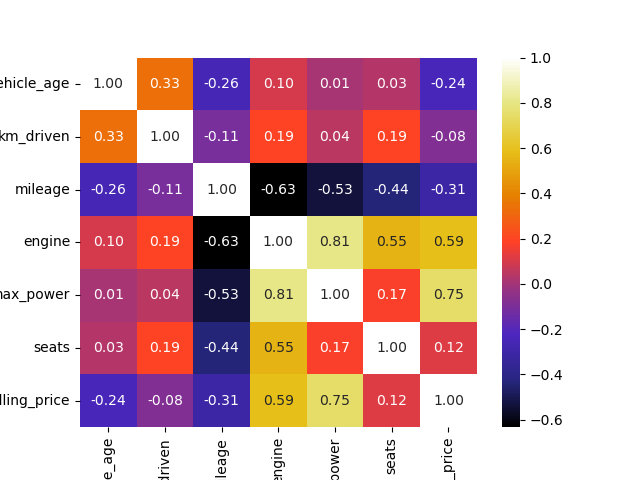 ehicle_age 1.00 0.33 -0.26 0.10 0.01 0.03 -0.24
km_driven 0.33 1.00 -0.11 0.19 0.04 0.19 -0.08
mileage -0.26 -0.11 1.00 -0.63 -0.53 -0.44 -0.31
engine 0.10 0.19 -0.63 1.00 0.81 0.55 0.59
max_power 0.01 0.04 -0.53 0.81 1.00 0.17 0.75
seats 0.03 0.19 -0.44 0.55 0.17 1.00 0.12
lling_price -0.24 -0.08 -0.31 0.59 0.75 0.12 1.00
e_age driven leage engine power seats _price
1.0
0.8
0.6
0.4
0.2
0.0
−0.2
−0.4
−0.6